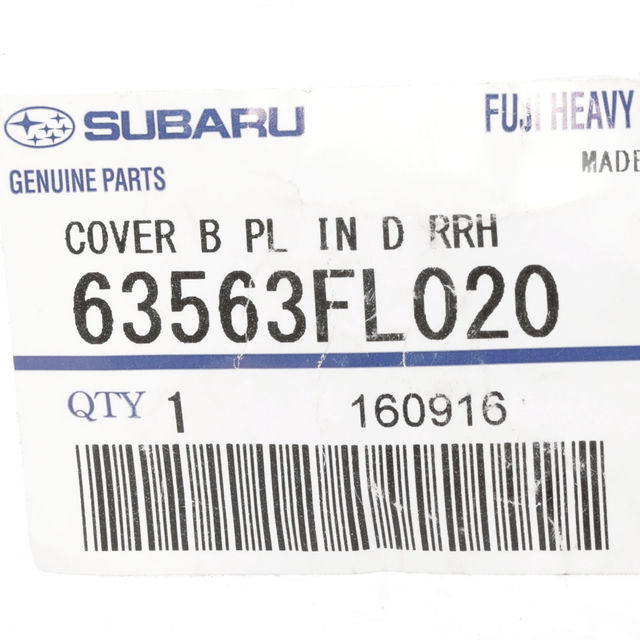 SUBARU FUJI HEAVY
GENUINE PARTS MADE
COVER B PL IN D RRH
63563FL020
QTY 1 160916